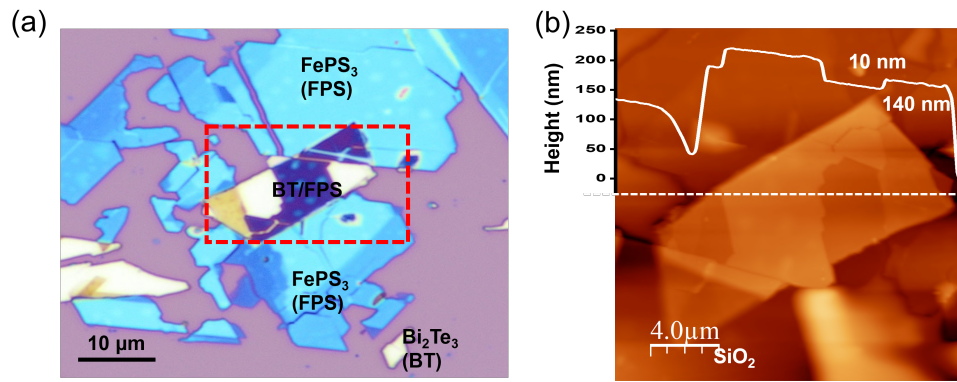 (a)
FePS3
(FPS)
BT/FPS
FePS3
(FPS)
Bi2Te3
(BT)
10 μm
(b)
250
200
150
100
50
0
Height (nm)
10 nm
140 nm
4.0μm
SiO2